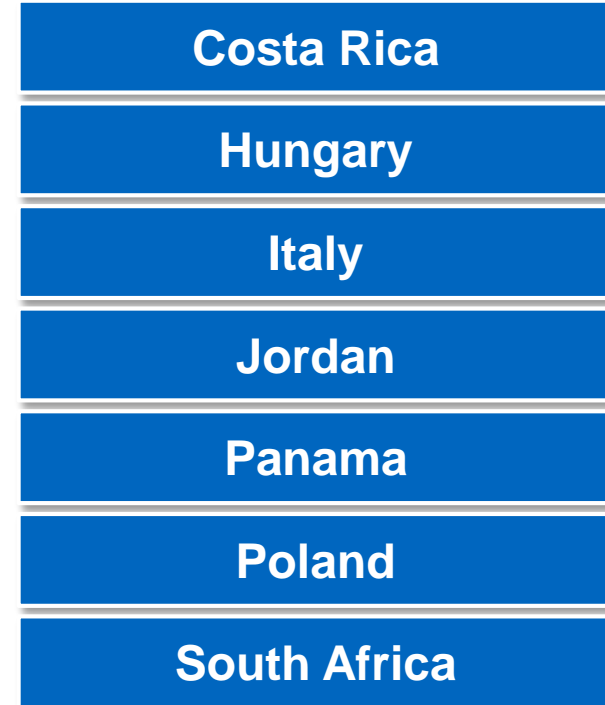 Costa Rica
Hungary
Italy
Jordan
Panama
Poland
South Africa